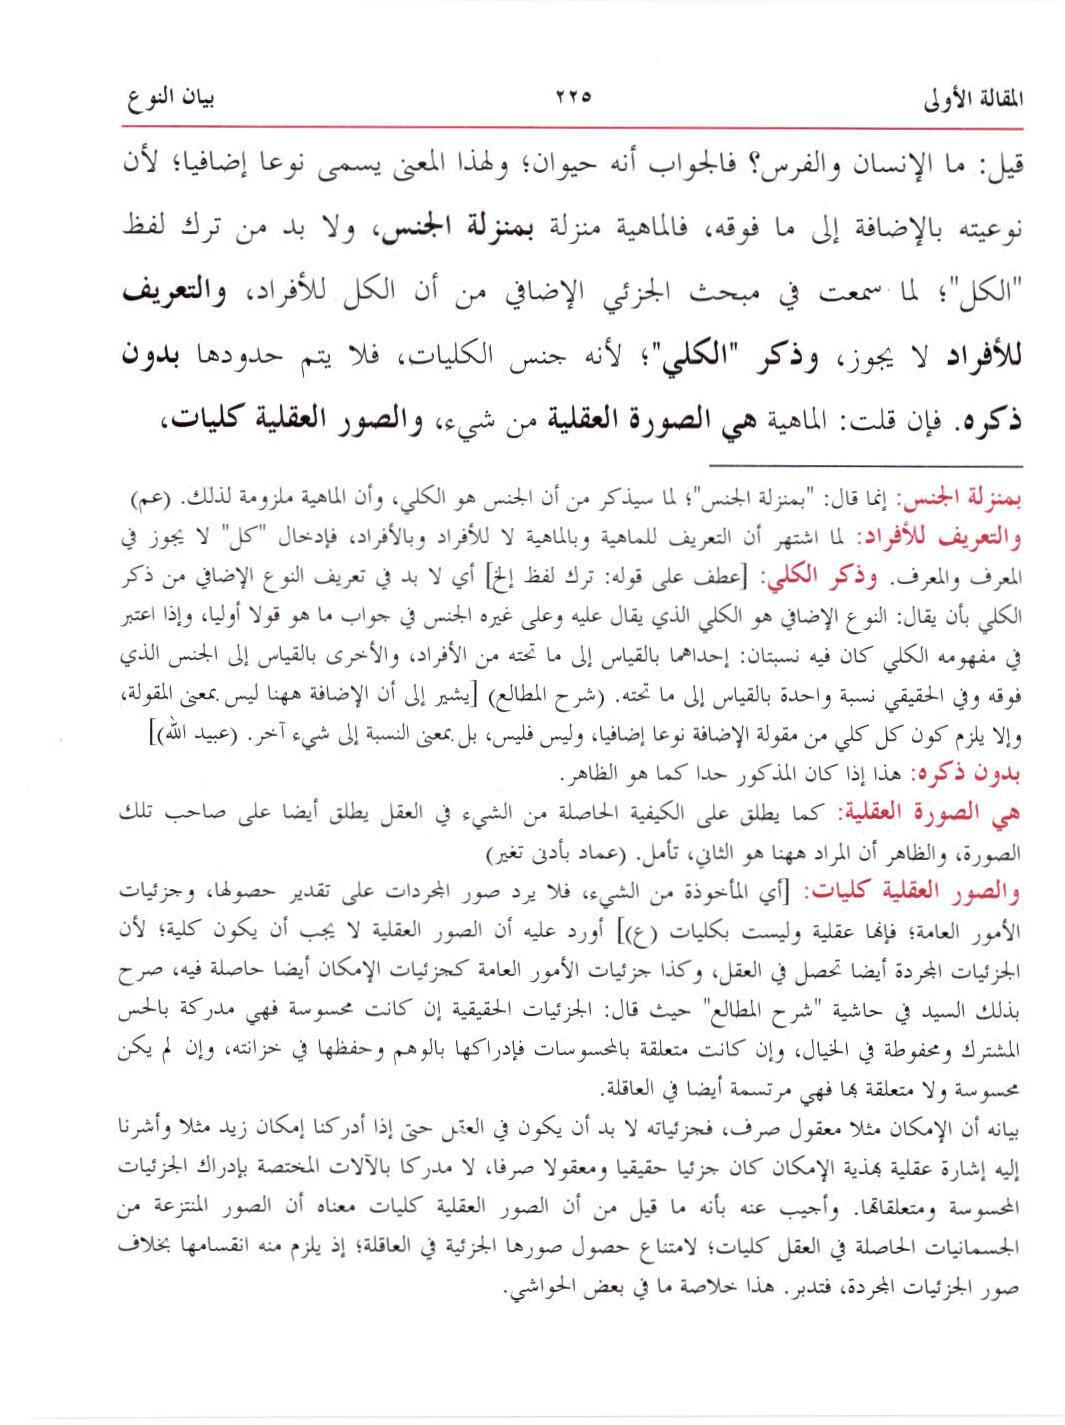 المقالة الأولى ٢٢٥ بيان النوع
قيل: ما الإنسان والفرس؟ فالجواب أنه حيوان؛ ولهذا المعنى يسمى نوعا إضافيا؛ لأن
نوعيته بالإضافة إلى ما فوقه، فالماهية منزلة بمنزلة الجنس، ولا بد من ترك لفظ
"الكل"؛ لما سمعت في مبحث الجزئي الإضافي من أن الكل للأفراد، والتعريف
للأفراد لا يجوز، وذكر "الكلي"؛ لأنه جنس الكليات، فلا يتم حدودها بدون
ذكره. فإن قلت: الماهية هي الصورة العقلية من شيء، والصور العقلية كليات،
بمنزلة الجنس: إنما قال: "بمنزلة الجنس"؛ لما سيذكر من أن الجنس هو الكلي، وأن الماهية ملزومة لذلك. (عم)
والتعريف للأفراد: لما اشتهر أن التعريف للماهية وبالماهية لا للأفراد وبالأفراد، فإدخال "كل" لا يجوز في
المعرف والمعرف. وذكر الكلي: [عطف على قوله: ترك لفظ إلخ] أي لا بد في تعريف النوع الإضافي من ذكر
الكلي بأن يقال: النوع الإضافي هو الكلي الذي يقال عليه وعلى غيره الجنس في جواب ما هو قولا أوليا، وإذا اعتبر
في مفهومه الكلي كان فيه نسبتان: إحداهما بالقياس إلى ما تحته من الأفراد، والأخرى بالقياس إلى الجنس الذي
فوقه وفي الحقيقي نسبة واحدة بالقياس إلى ما تحته. (شرح المطالع) [يشير إلى أن الإضافة ههنا ليس بمعنى المقولة،
وإلا يلزم كون كل كلي من مقولة الإضافة نوعا إضافيا، وليس فليس، بل بمعنى النسبة إلى شيء آخر. (عبيد الله)]
بدون ذكره: هذا إذا كان المذكور حدا كما هو الظاهر.
هي الصورة العقلية: كما يطلق على الكيفية الحاصلة من الشيء في العقل يطلق أيضا على صاحب تلك
الصورة، والظاهر أن المراد ههنا هو الثاني، تأمل. (عماد بأدنى تغير)
والصور العقلية كليات: [أي المأخوذة من الشيء، فلا يرد صور المجردات على تقدير حصولها، وجزئيات
الأمور العامة؛ فإنها عقلية وليست بكليات (ع)] أورد عليه أن الصور العقلية لا يجب أن يكون كلية؛ لأن
الجزئيات المجردة أيضا تحصل في العقل، وكذا جزئيات الأمور العامة كجزئيات الإمكان أيضا حاصلة فيه، صرح
بذلك السيد في حاشية "شرح المطالع" حيث قال: الجزئيات الحقيقية إن كانت محسوسة فهي مدركة بالحس
المشترك ومحفوطة في الخيال، وإن كانت متعلقة بالمحسوسات فإدراكها بالوهم وحفظها في خزانته، وإن لم يكن
محسوسة ولا متعلقة بها فهي مرتسمة أيضا في العاقلة.
بيانه أن الإمكان مثلا معقول صرف، فجزئياته لا بد أن يكون في العقل حتى إذا أدركنا إمكان زيد مثلا وأشرنا
إليه إشارة عقلية بهذية الإمكان كان جزئيا حقيقيا ومعقولا صرفا، لا مدركا بالآلات المختصة بإدراك الجزئيات
المحسوسة ومتعلقاتها. وأجيب عنه بأنه ما قيل من أن الصور العقلية كليات معناه أن الصور المنتزعة من
الجسمانيات الحاصلة في العقل كليات؛ لامتناع حصول صورها الجزئية في العاقلة؛ إذ يلزم منه انقسامها بخلاف
صور الجزئيات المجردة، فتدبر. هذا خلاصة ما في بعض الحواشي.